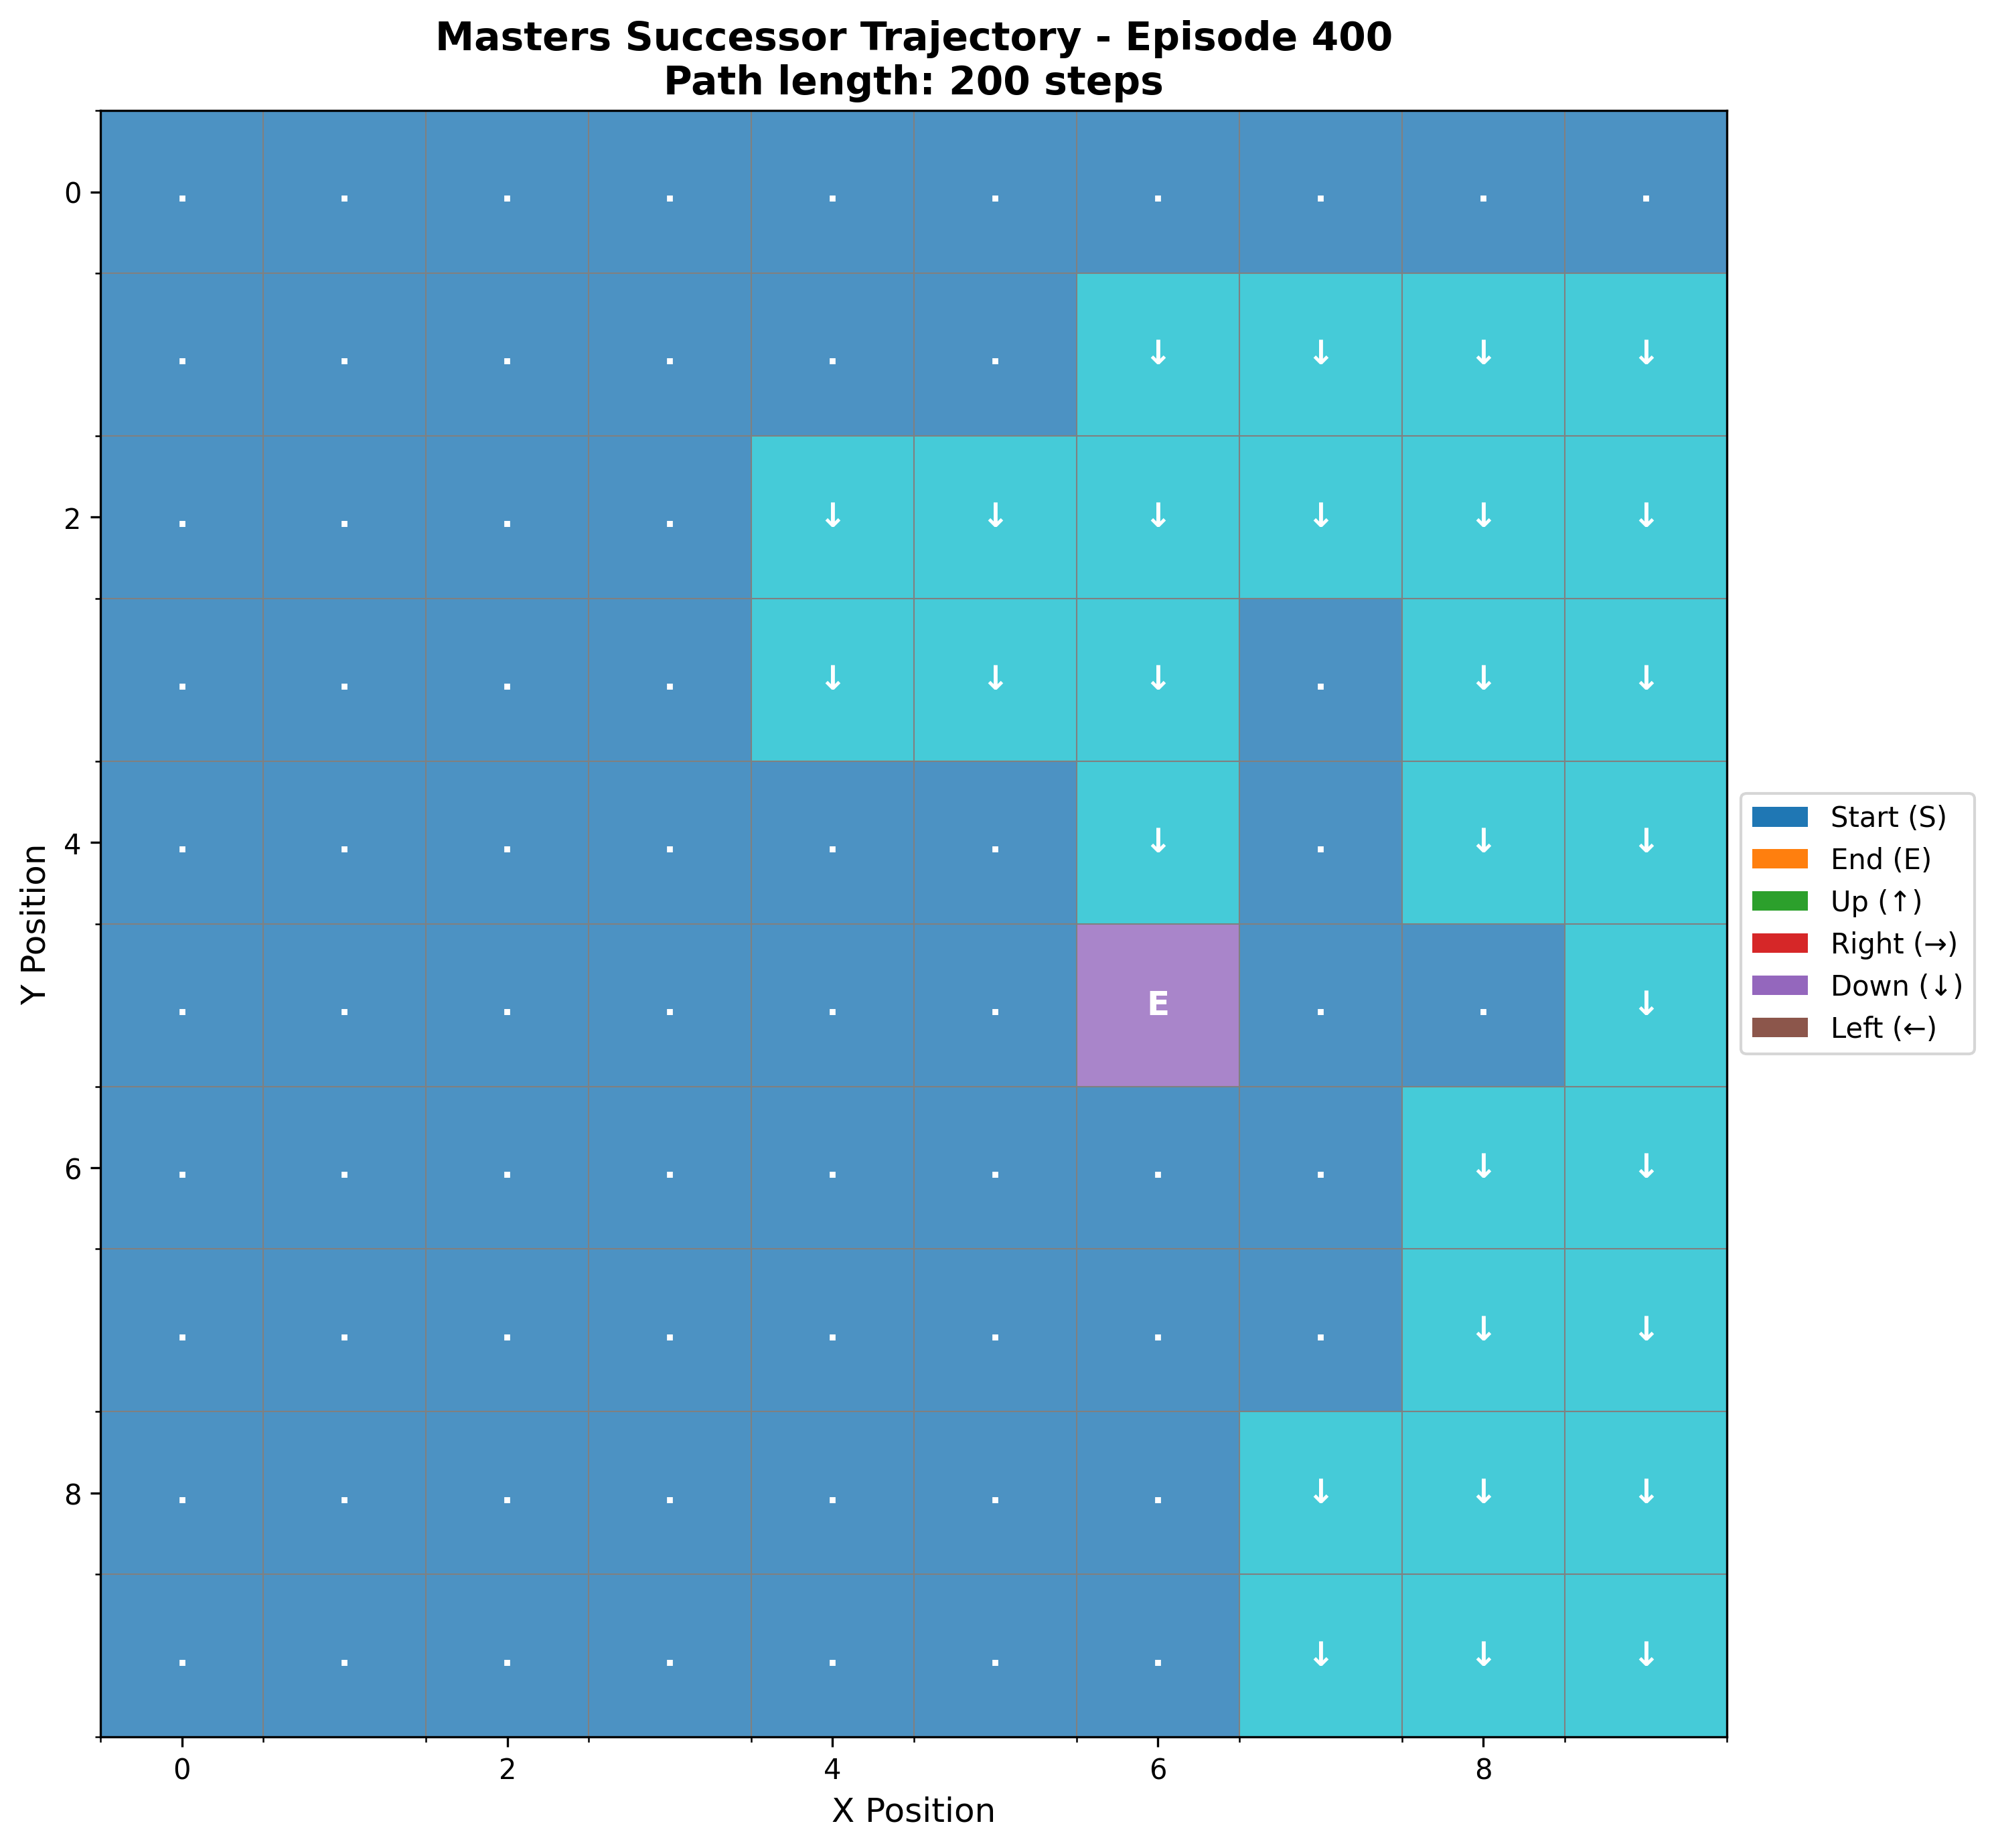 Masters Successor Trajectory - Episode 400
Path length: 200 steps
0 . . . . . . . . . .
. . . . . . ↓ ↓ ↓ ↓
2 . . . . ↓ ↓ ↓ ↓ ↓ ↓
. . . . ↓ ↓ ↓ . ↓ ↓
4 . . . . . . ↓ . ↓ ↓
. . . . . . E . . ↓
6 . . . . . . . . ↓ ↓
. . . . . . . . ↓ ↓
8 . . . . . . . ↓ ↓ ↓
. . . . . . . ↓ ↓ ↓
0 2 4 6 8
X Position
Y Position
Start (S)
End (E)
Up (↑)
Right (→)
Down (↓)
Left (←)